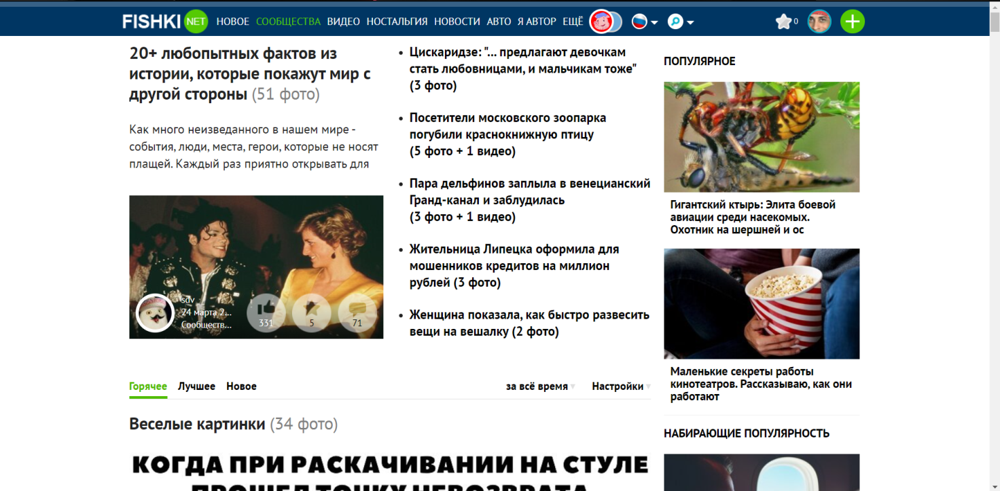 FISHKI NET НОВОЕ СООБЩЕСТВА ВИДЕО НОСТАЛЬГИЯ НОВОСТИ АВТО Я АВТОР ЕЩЁ 0
20+ любопытных фактов из
истории, которые покажут мир с
другой стороны (51 фото)
Как много неизведанного в нашем мире -
события, люди, места, герои, которые не носят
плащей. Каждый раз приятно открывать для
sdv
24 марта 2...
Сообществ...
331 5 71
• Цискаридзе: "... предлагают девочкам
стать любовницами, и мальчикам тоже"
(3 фото)
• Посетители московского зоопарка
погубили краснокнижную птицу
(5 фото + 1 видео)
• Пара дельфинов заплыла в венецианский
Гранд-канал и заблудилась
(3 фото + 1 видео)
• Жительница Липецка оформила для
мошенников кредитов на миллион
рублей (3 фото)
• Женщина показала, как быстро развесить
вещи на вешалку (2 фото)
Горячее Лучшее Новое за всё время Настройки
Веселые картинки (34 фото)
КОГДА ПРИ РАСКАЧИВАНИИ НА СТУЛЕ
ПРОШЕЛ ТОЧКУ НЕВОЗВРАТА
ПОПУЛЯРНОЕ
Гигантский ктырь: Элита боевой
авиации среди насекомых.
Охотник на шершней и ос
Маленькие секреты работы
кинотеатров. Рассказываю, как они
работают
НАБИРАЮЩИЕ ПОПУЛЯРНОСТЬ